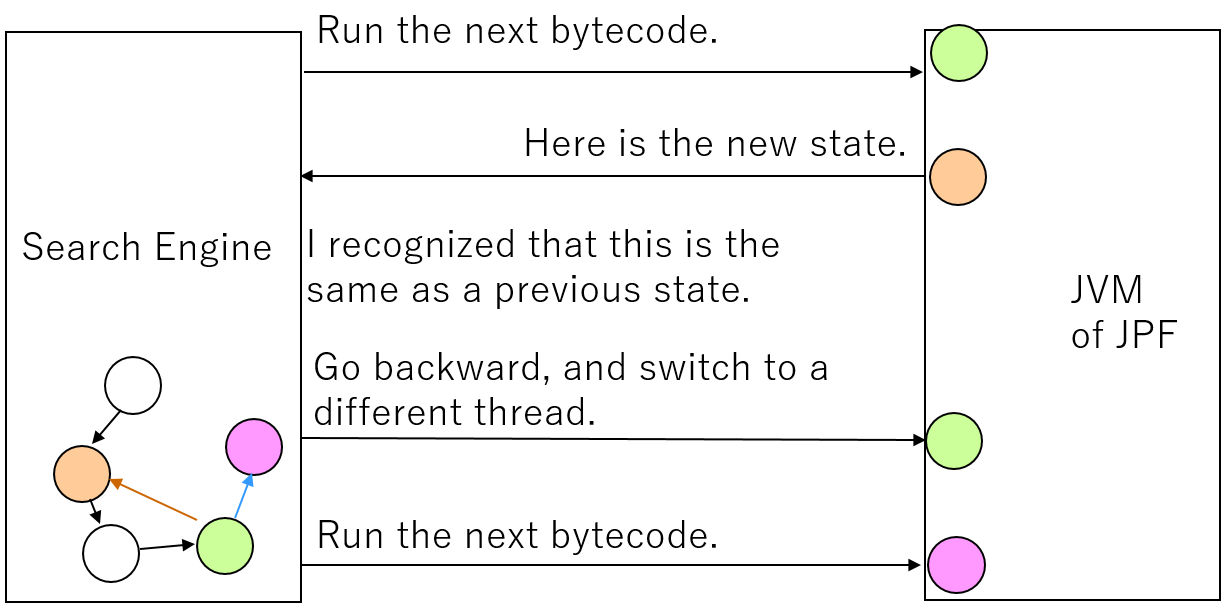 Run the next bytecode.
Here is the new state.
Search Engine
I recognized that this is the
same as a previous state.
JVM
of JPF
Go backward, and switch to a
different thread.
Run the next bytecode.